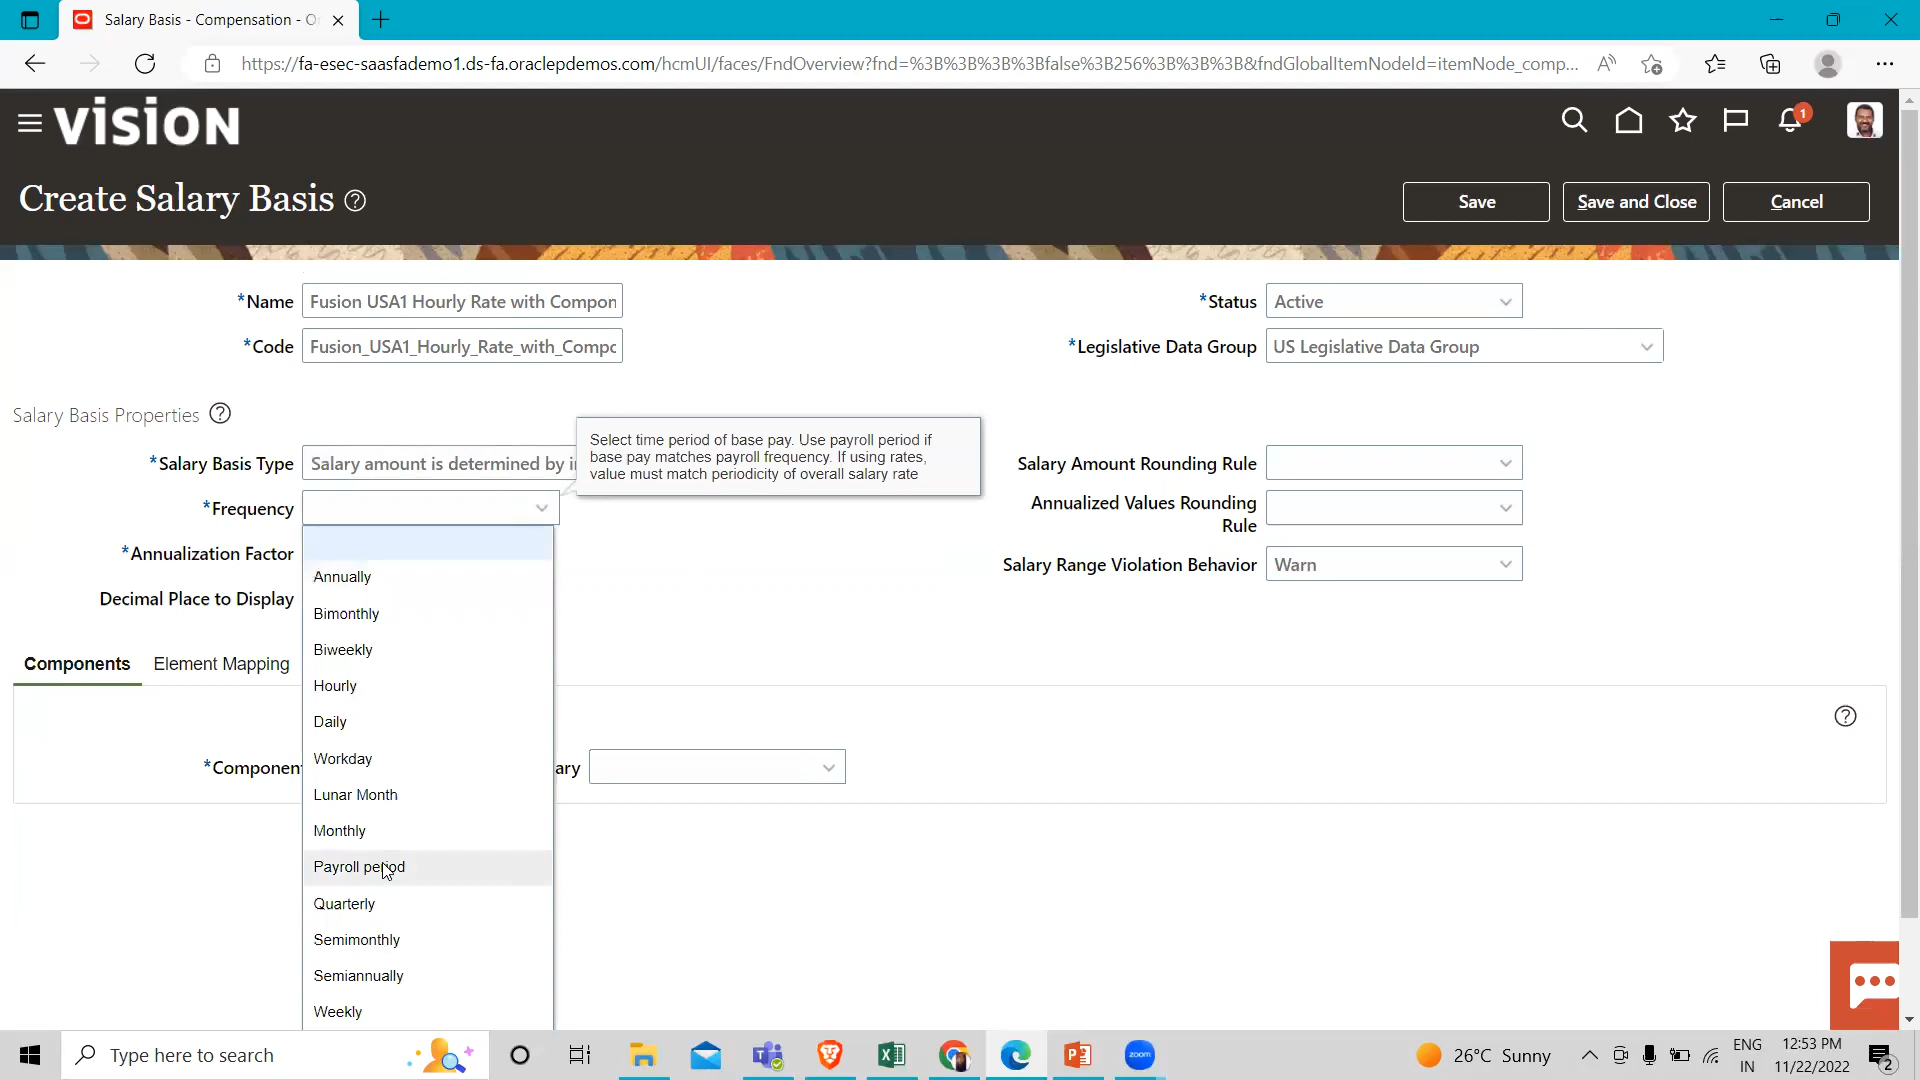 Salary Basis - Compensation - O
https://fa-esec-saasfademo1.ds-fa.oraclepdemos.com/hcmUI/faces/FndOverview?fnd=%3B%3B%3B%3Bfalse%3B256%3B%3B%3B&fndGlobalItemNodeId=itemNode_comp...
vision
1
Create Salary Basis ?
Save
Save and Close
Cancel
*Name Fusion USA1 Hourly Rate with Compon
*Status Active
*Code Fusion_USA1_Hourly_Rate_with_Compo
*Legislative Data Group US Legislative Data Group
Salary Basis Properties ?
Select time period of base pay. Use payroll period if
base pay matches payroll frequency. If using rates,
value must match periodicity of overall salary rate
*Salary Basis Type Salary amount is determined by i
Salary Amount Rounding Rule
*Frequency
Annualized Values Rounding
Rule
*Annualization Factor
Salary Range Violation Behavior Warn
Decimal Place to Display
Annually
Bimonthly
Biweekly
Hourly
Daily
Workday
Lunar Month
Monthly
Payroll period
Quarterly
Semimonthly
Semiannually
Weekly
Components Element Mapping
?
*Component
ary
Type here to search
zoom
26°C Sunny
ENG
IN
12:53 PM
11/22/2022
2